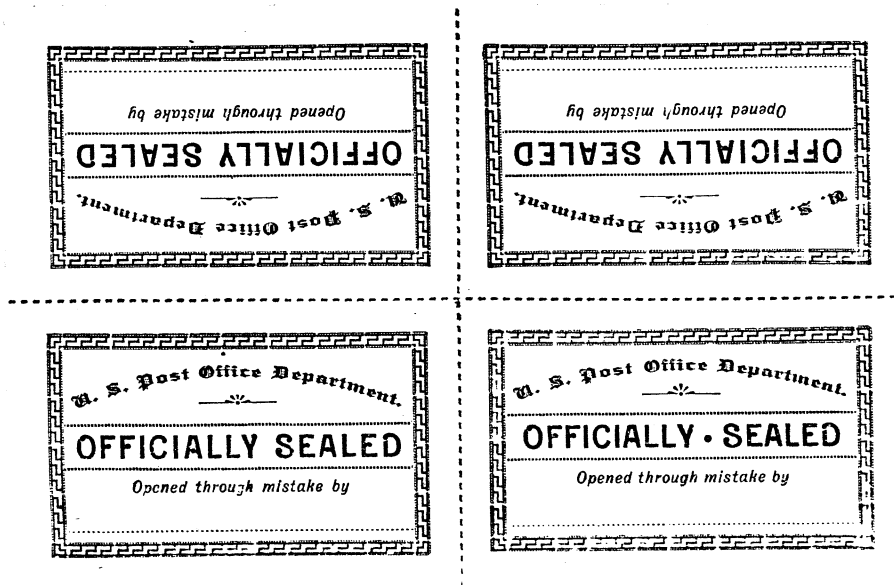 Opened through mistake by
OFFICIALLY SEALED
U. S. Post Office Department.
Opened through mistake by
OFFICIALLY SEALED
U. S. Post Office Department.
U. S. Post Office Department.
OFFICIALLY SEALED
Opened through mistake by
U. S. Post Office Department.
OFFICIALLY • SEALED
Opened through mistake by